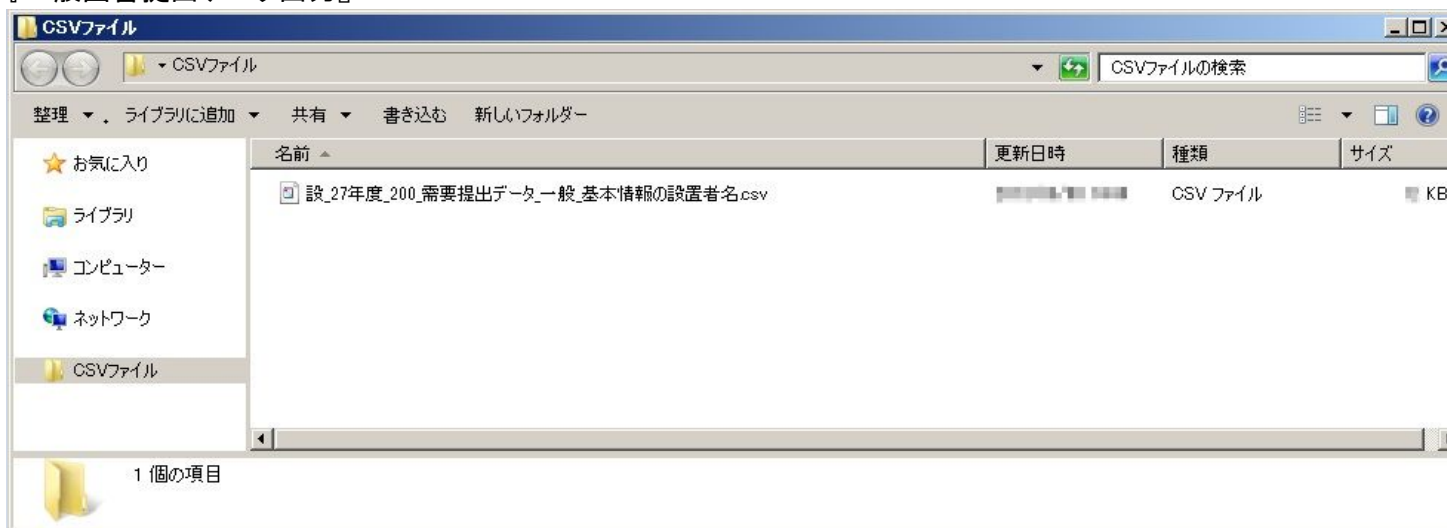 CSVファイル
CSVファイル
CSVファイルの検索
整理 ライブラリに追加 共有 書き込む 新しいフォルダー
お気に入り
ライブラリ
コンピューター
ネットワーク
CSVファイル
名前 更新日時 種類 サイズ
設_27年度_200_需要提出データ_一般_基本情報の設置者名.csv CSV ファイル KB
1 個の項目